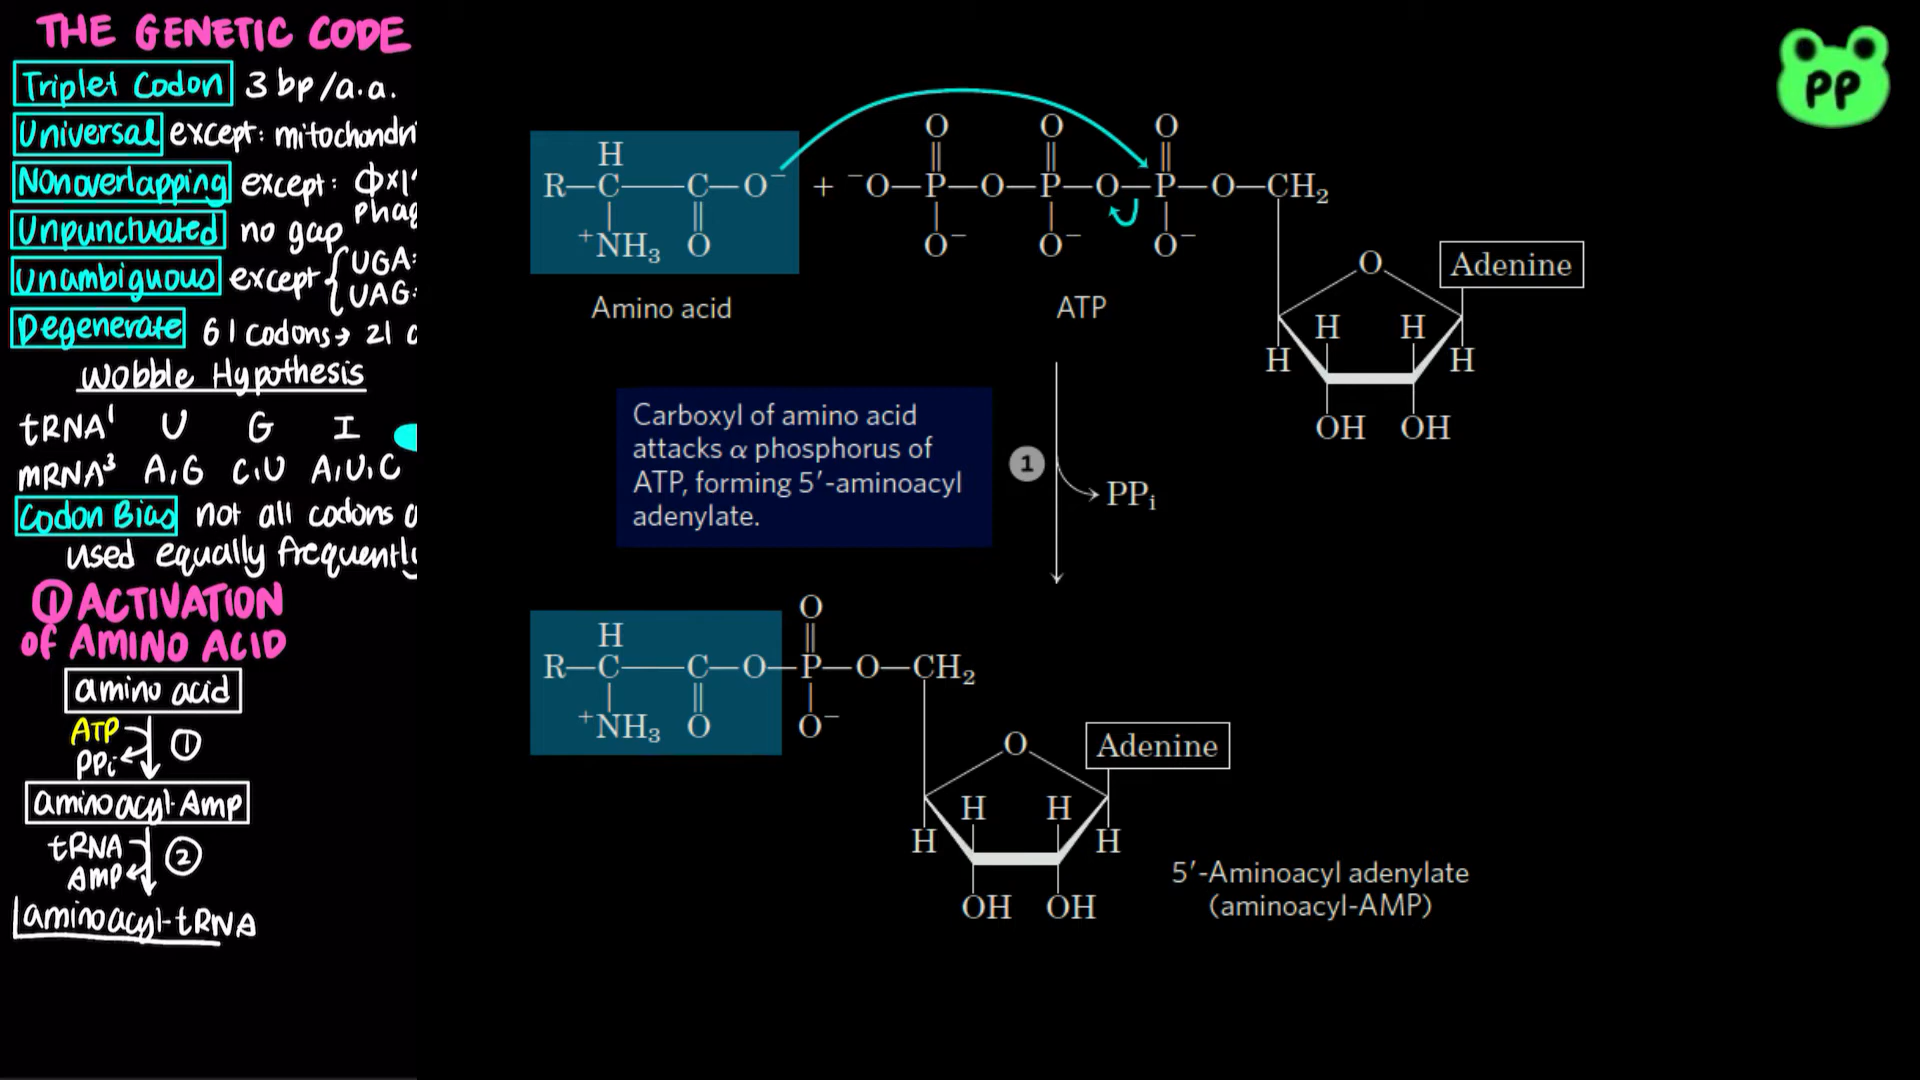 THE GENETIC CODE
Triplet Codon 3 bp/a.a.
Universal except: mitochondri
Nonoverlapping except: ΦX1
phag
Unpunctuated no gap
Unambiguous except { UGA:
UAG:
Degenerate 61 codons → 21
Wobble Hypothesis
tRNA¹ U G I
mRNA³ A,G C,U A,U,C
Codon Bias not all codons
used equally frequently
① ACTIVATION
of AMINO ACID
amino acid
ATP
PPi ①
aminoacyl-Amp
tRNA
AMP ②
aminoacyl-tRNA
PP
O O O
H
R—C—C—O⁻ + ⁻O—P—O—P—O—P—O—CH₂
⁺NH₃ O O⁻ O⁻ O⁻
Amino acid ATP
O Adenine
H H
H H
OH OH
Carboxyl of amino acid
attacks α phosphorus of
ATP, forming 5′-aminoacyl
adenylate.
1
PPᵢ
O
H
R—C—C—O—P—O—CH₂
⁺NH₃ O O⁻
O Adenine
H H
H H
OH OH
5′-Aminoacyl adenylate
(aminoacyl-AMP)